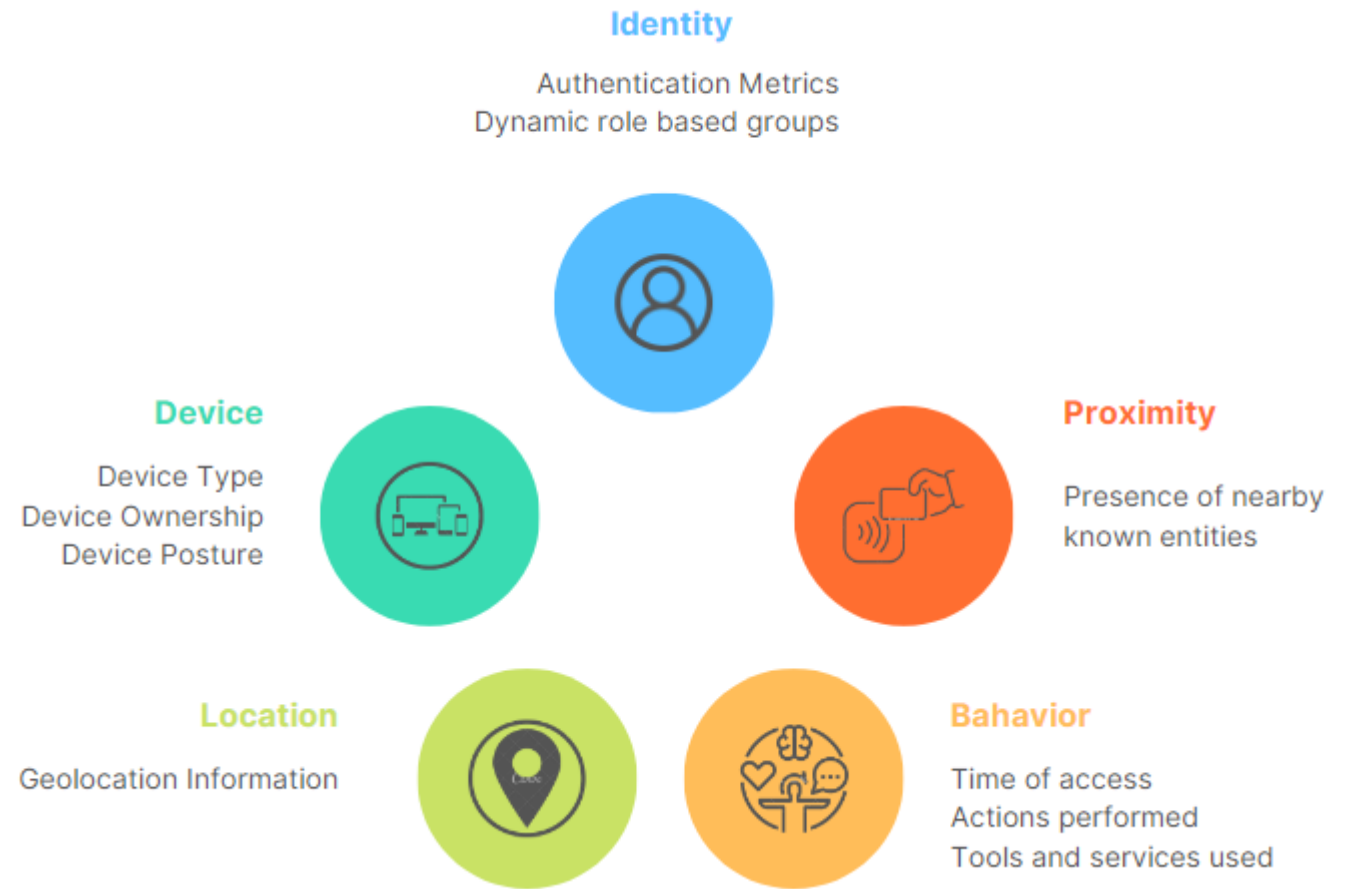 Identity
Authentication Metrics
Dynamic role based groups
Device
Device Type
Device Ownership
Device Posture
Proximity
Presence of nearby
known entities
Location
Geolocation Information
Bahavior
Time of access
Actions performed
Tools and services used